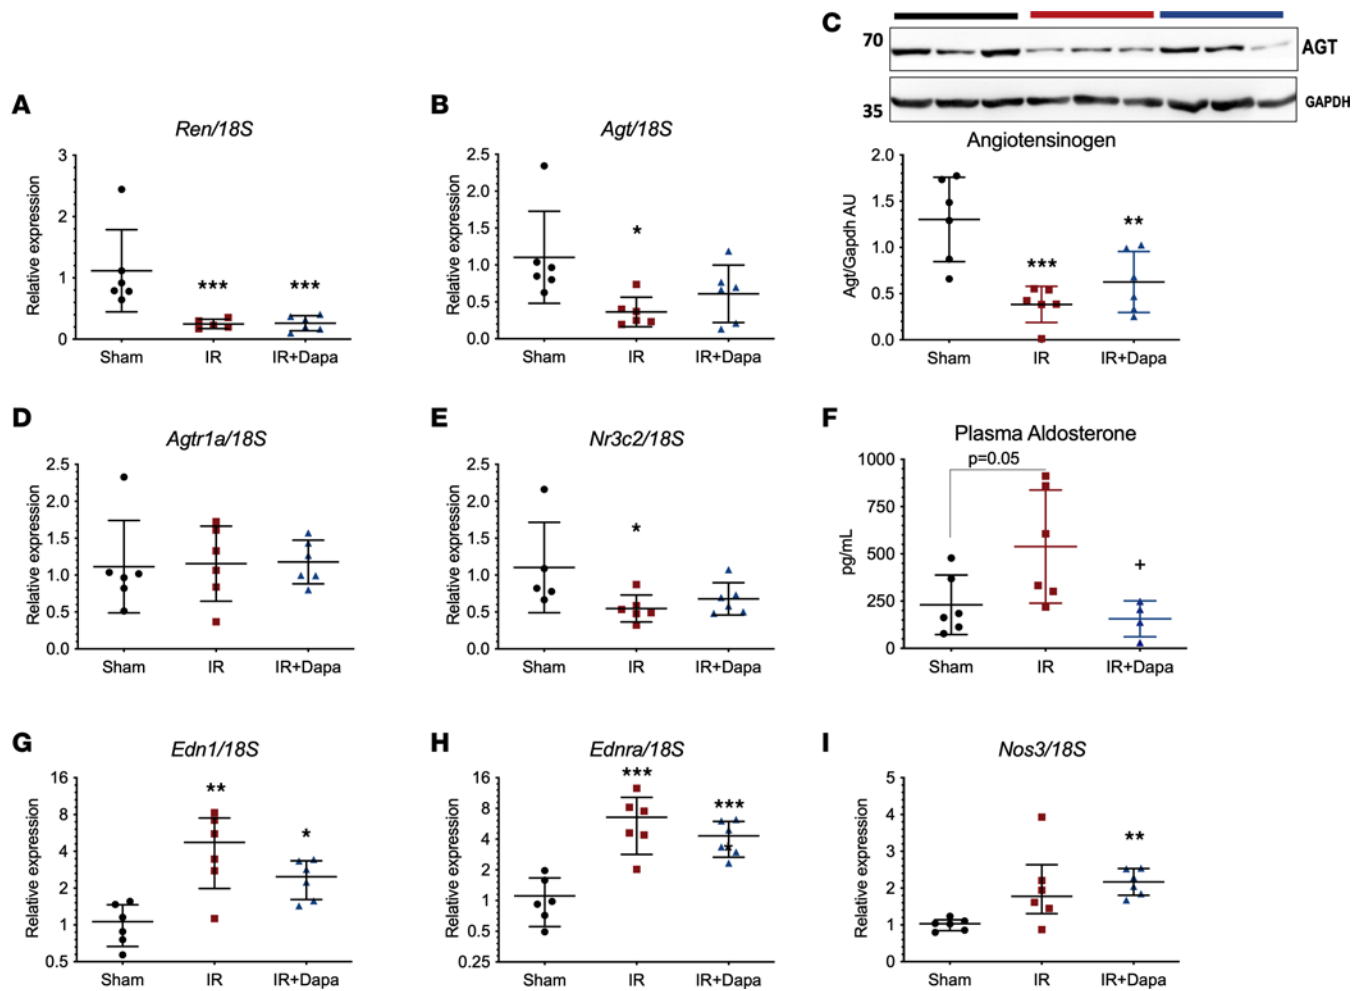 A
Ren/18S
Relative expression
3
2
1
0
***
***
Sham IR IR+Dapa
B
Agt/18S
Relative expression
2.5
2.0
1.5
1.0
0.5
0.0
*
Sham IR IR+Dapa
C
70
AGT
35
GAPDH
Angiotensinogen
Agt/Gapdh AU
2.0
1.5
1.0
0.5
0.0
***
**
Sham IR IR+Dapa
D
Agtr1a/18S
Relative expression
2.5
2.0
1.5
1.0
0.5
0.0
Sham IR IR+Dapa
E
Nr3c2/18S
Relative expression
2.5
2.0
1.5
1.0
0.5
0.0
*
Sham IR IR+Dapa
F
Plasma Aldosterone
pg/mL
1000
750
500
250
0
p=0.05
+
Sham IR IR+Dapa
G
Edn1/18S
Relative expression
16
8
4
2
1
0.5
**
*
Sham IR IR+Dapa
H
Ednra/18S
Relative expression
16
8
4
2
1
0.5
0.25
***
***
Sham IR IR+Dapa
I
Nos3/18S
Relative expression
5
4
3
2
1
0
**
Sham IR IR+Dapa